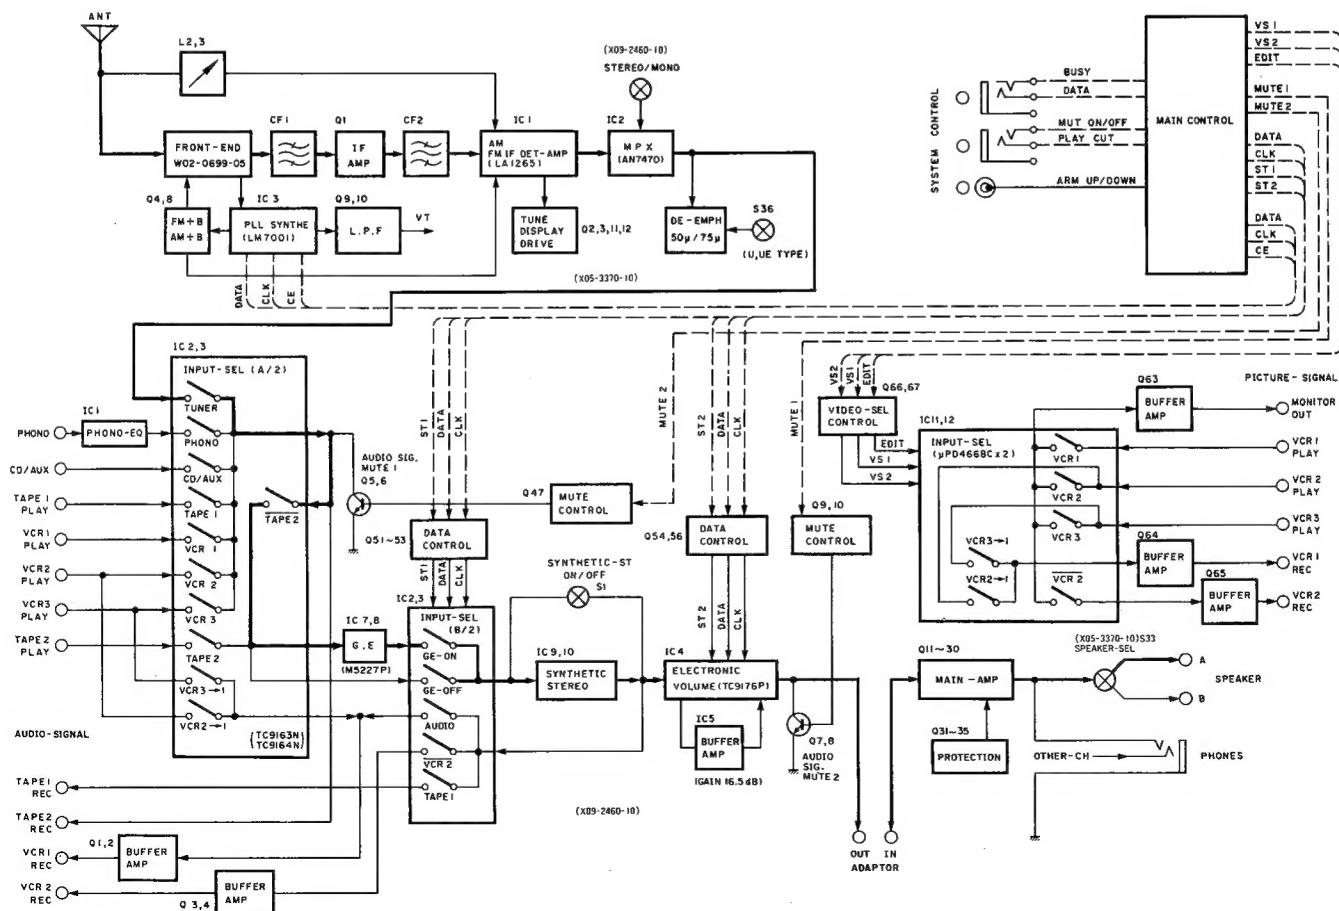 ANT
L2,3
(X09-2460-10)
STEREO/MONO
CF1
Q1
CF2
IC1
IC2
FRONT-END
W02-0699-05
IF
AMP
AM
FM IF DET-AMP
(LA1265)
MPX
(AN7470)
Q4,8
IC3
Q9,10
FM+B
AM+B
PLL SYNTHE
(LM7001)
L.P.F
VT
TUNE
DISPLAY
DRIVE
Q2,3,11,12
DE-EMPH
50μ/75μ
S36
(U,UE TYPE)
(X05-3370-10)
DATA
CLK
CE
SYSTEM CONTROL
BUSY
DATA
MUT ON/OFF
PLAY CUT
ARM UP/DOWN
MAIN CONTROL
VS1
VS2
EDIT
MUTE1
MUTE2
DATA
CLK
ST1
ST2
DATA
CLK
CE
IC2,3
INPUT-SEL (A/2)
TUNER
IC1
PHONO
PHONO-EQ
PHONO
CD/AUX
CD/AUX
TAPE1
PLAY
TAPE1
VCR1
PLAY
VCR 1
VCR2
PLAY
VCR 2
VCR3
PLAY
VCR 3
TAPE2
PLAY
TAPE2
VCR3→1
VCR2→1
(TC9163N
TC9164N)
TAPE2
AUDIO SIG.
MUTE1
Q5,6
Q47
MUTE
CONTROL
MUTE 2
ST1
DATA
CLK
Q51~53
DATA
CONTROL
ST1
DATA
CLK
IC2,3
INPUT-SEL
(B/2)
GE-ON
GE-OFF
AUDIO
VCR2
TAPE1
IC7,8
G.E
(M5227P)
SYNTHETIC-ST
ON/OFF
S1
IC9,10
SYNTHETIC
STEREO
(X09-2460-10)
ST2
DATA
CLK
Q54,56
DATA
CONTROL
ST2
DATA
CLK
IC4
ELECTRONIC
VOLUME(TC9176P)
IC5
BUFFER
AMP
(GAIN 16.5dB)
MUTE 1
Q9,10
MUTE
CONTROL
Q7,8
AUDIO
SIG.
MUTE2
OUT
IN
ADAPTOR
VS2
VS1
EDIT
Q66,67
VIDEO-SEL
CONTROL
EDIT
VS1
VS2
IC11,12
INPUT-SEL
(μPD4668C×2)
VCR1
VCR2
VCR3
VCR3→1
VCR2→1
VCR2
Q63
BUFFER
AMP
PICTURE-SIGNAL
MONITOR
OUT
VCR1
PLAY
VCR2
PLAY
VCR3
PLAY
Q64
BUFFER
AMP
VCR1
REC
Q65
BUFFER
AMP
VCR2
REC
(X05-3370-10)S33
SPEAKER-SEL
Q11~30
MAIN-AMP
A
SPEAKER
B
Q31~35
PROTECTION
OTHER-CH
PHONES
AUDIO-SIGNAL
TAPE1
REC
TAPE2
REC
Q1,2
VCR1
REC
BUFFER
AMP
VCR2
REC
Q3,4
BUFFER
AMP